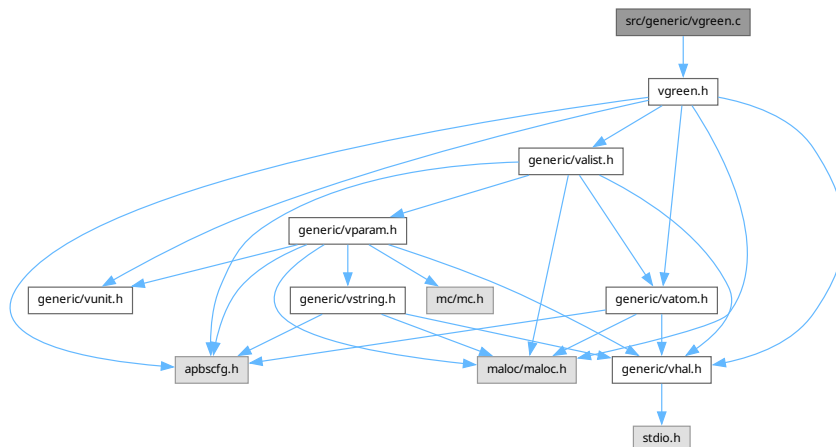 src/generic/vgreen.c
vgreen.h
generic/valist.h
generic/vparam.h
generic/vunit.h
generic/vstring.h
mc/mc.h
generic/vatom.h
apbscfg.h
maloc/maloc.h
generic/vhal.h
stdio.h